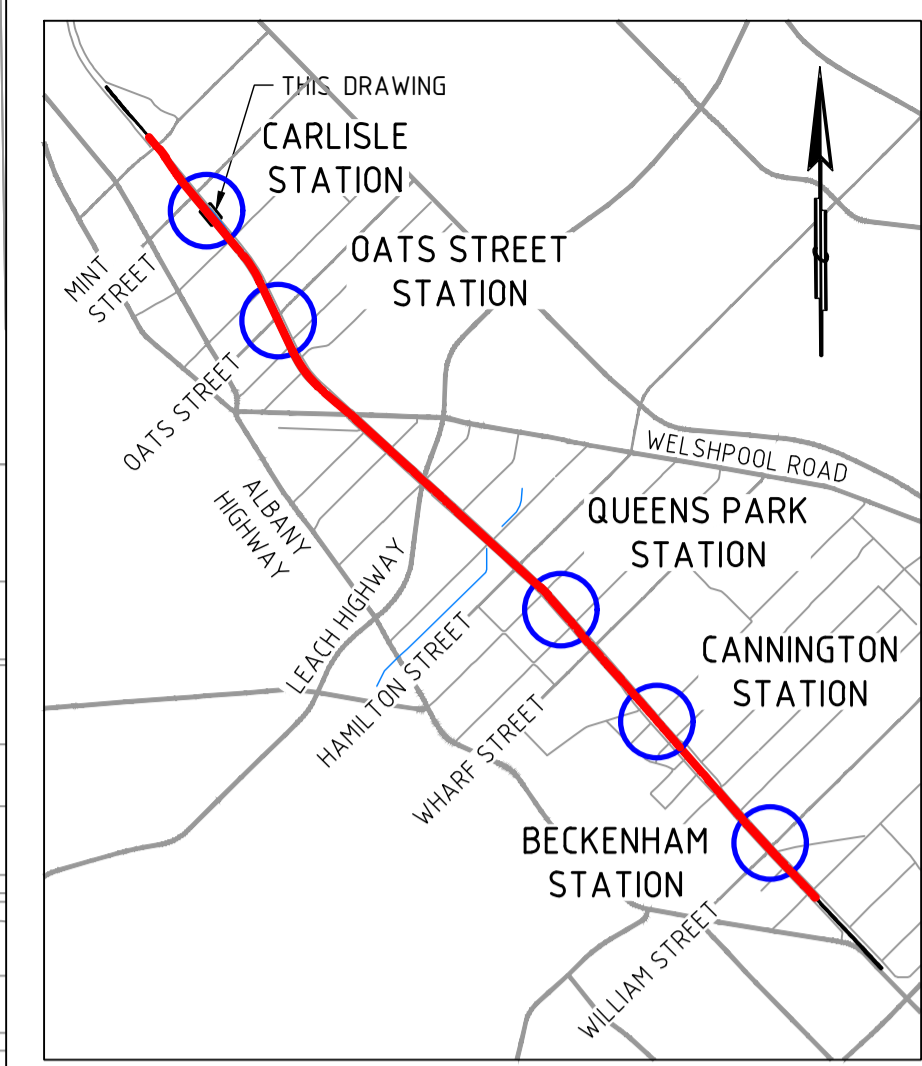 THIS DRAWING
CARLISLE
STATION
OATS STREET
STATION
MINT
STREET
OATS STREET
ALBANY
HIGHWAY
WELSHPOOL ROAD
QUEENS PARK
STATION
LEACH HIGHWAY
HAMILTON STREET
CANNINGTON
STATION
WHARF STREET
BECKENHAM
STATION
WILLIAM STREET